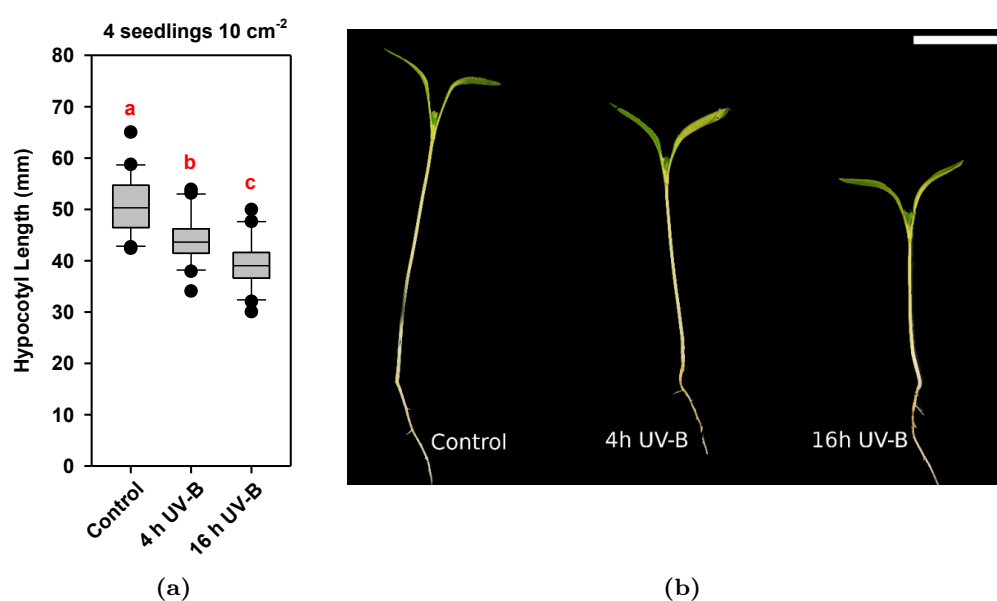 4 seedlings 10 cm⁻²
80
70
60
50
40
30
20
10
0
Hypocotyl Length (mm)
a
b
c
Control
4 h UV-B
16 h UV-B
(a)
Control
4h UV-B
16h UV-B
(b)